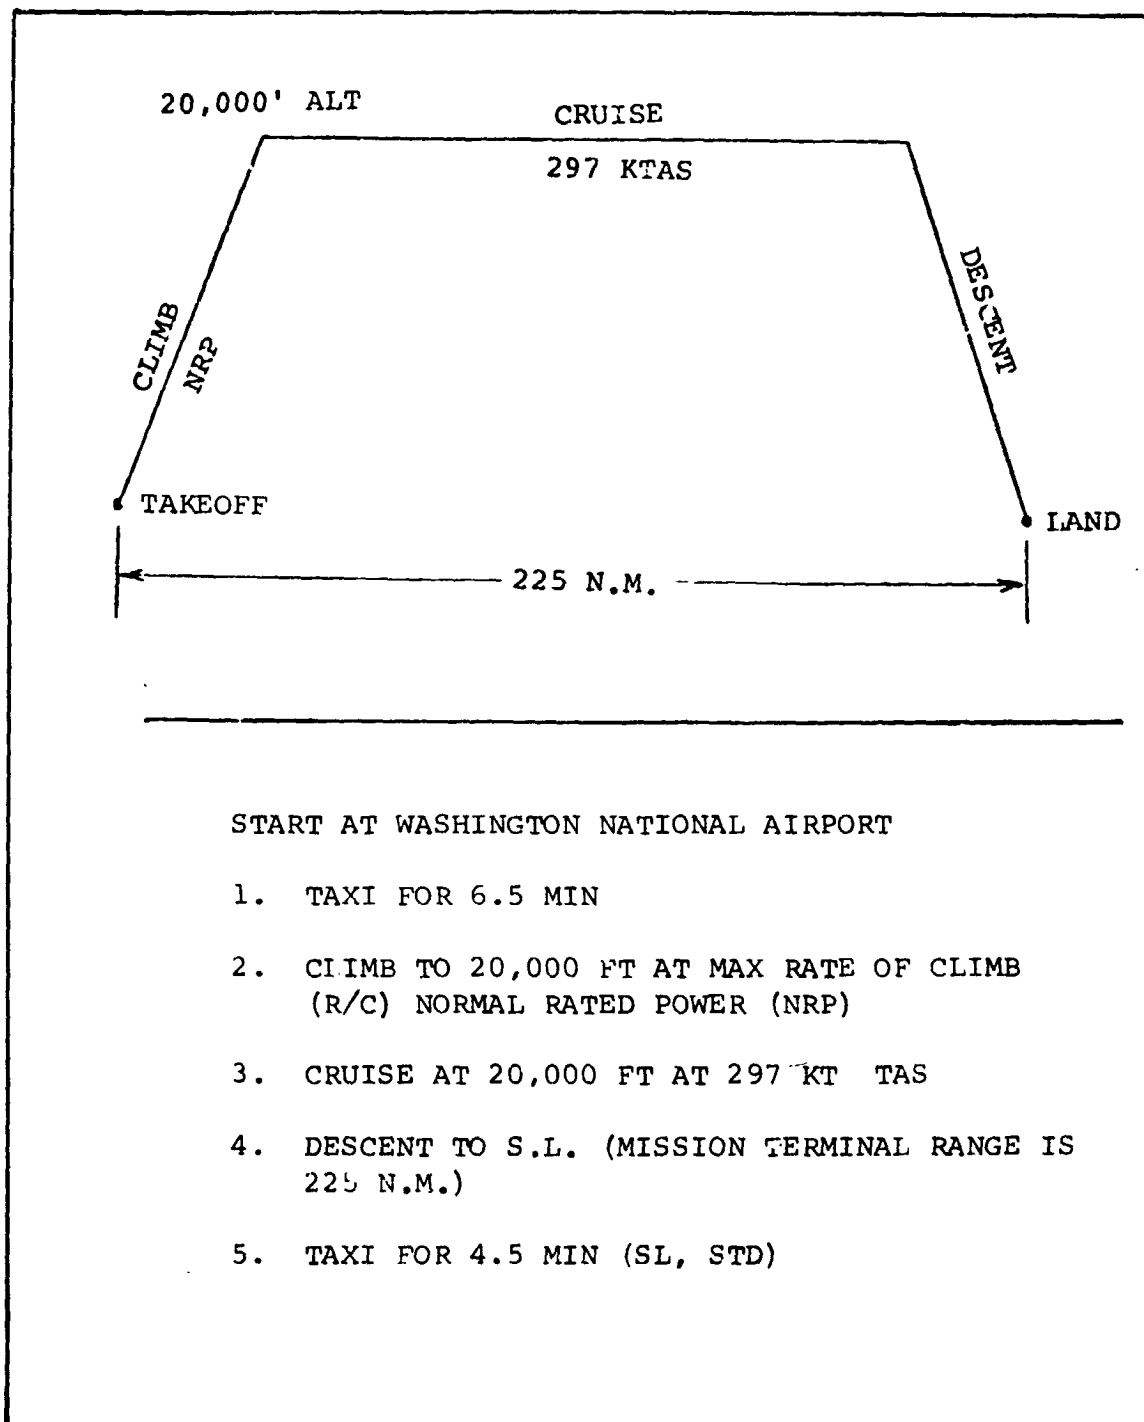 20,000' ALT
CRUISE
297 KTAS
CLIMB
NRP
DESCENT
TAKEOFF
LAND
225 N.M.
START AT WASHINGTON NATIONAL AIRPORT
1. TAXI FOR 6.5 MIN
2. CLIMB TO 20,000 FT AT MAX RATE OF CLIMB
(R/C) NORMAL RATED POWER (NRP)
3. CRUISE AT 20,000 FT AT 297 KT TAS
4. DESCENT TO S.L. (MISSION TERMINAL RANGE IS
225 N.M.)
5. TAXI FOR 4.5 MIN (SL, STD)